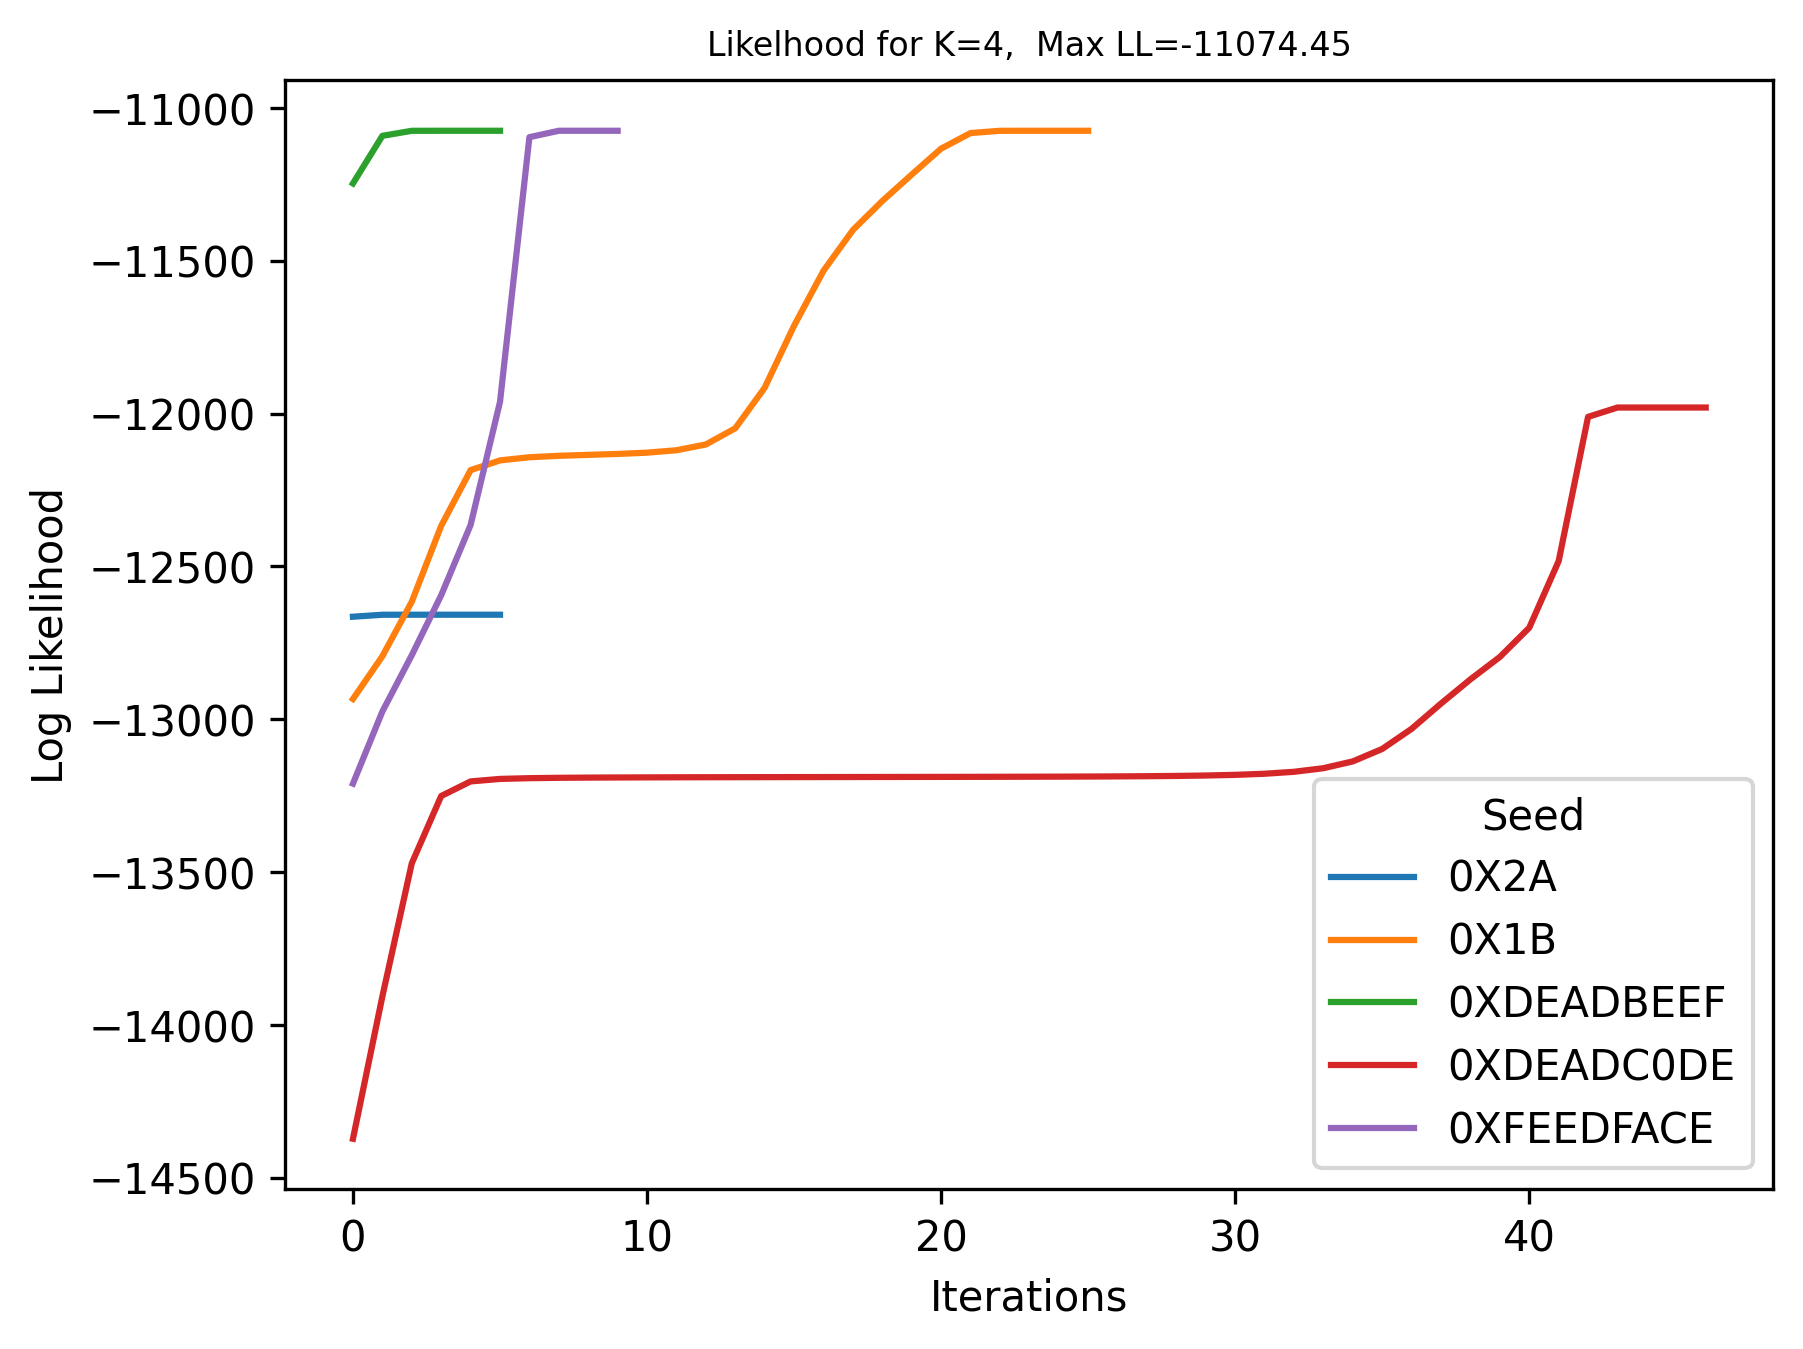 Likelhood for K=4,  Max LL=-11074.45
Log Likelihood
−11000
−11500
−12000
−12500
−13000
−13500
−14000
−14500
0 10 20 30 40
Iterations
Seed
0X2A
0X1B
0XDEADBEEF
0XDEADC0DE
0XFEEDFACE